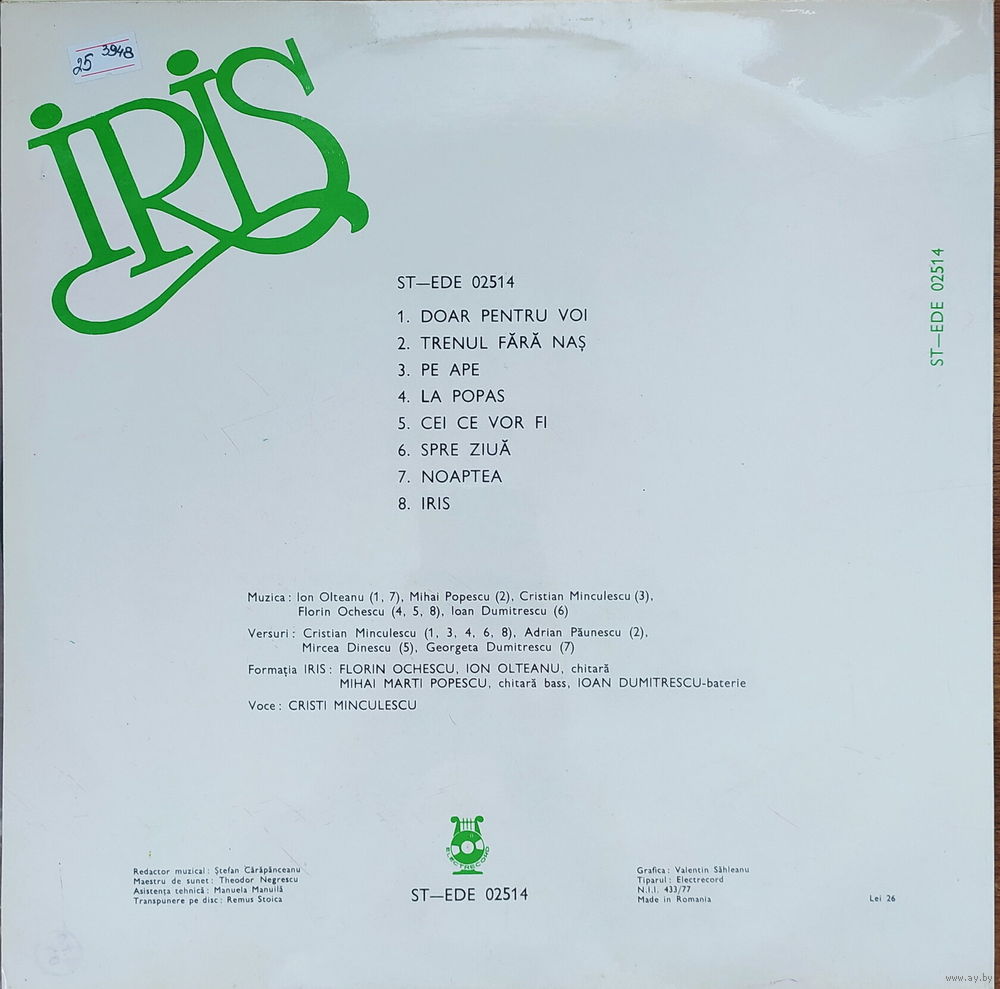 25 3948
IRIS
ST—EDE 02514
ST—EDE 02514
1. DOAR PENTRU VOI
2. TRENUL FĂRĂ NAȘ
3. PE APE
4. LA POPAS
5. CEI CE VOR FI
6. SPRE ZIUĂ
7. NOAPTEA
8. IRIS
Muzica : Ion Olteanu (1, 7), Mihai Popescu (2), Cristian Minculescu (3),
Florin Ochescu (4, 5, 8), Ioan Dumitrescu (6)
Versuri : Cristian Minculescu (1, 3, 4, 6, 8), Adrian Păunescu (2),
Mircea Dinescu (5), Georgeta Dumitrescu (7)
Formația IRIS : FLORIN OCHESCU, ION OLTEANU, chitară
MIHAI MARTI POPESCU, chitară bass, IOAN DUMITRESCU-baterie
Voce : CRISTI MINCULESCU
ELECTRECORD
ST—EDE 02514
Redactor muzical : Ștefan Cărăpănceanu
Maestru de sunet : Theodor Negrescu
Asistența tehnică : Manuela Manuilă
Transpunere pe disc : Remus Stoica
Grafica : Valentin Săhleanu
Tiparul : Electrecord
N.I.I. 433/77
Made in Romania
Lei 26
www.ay.by